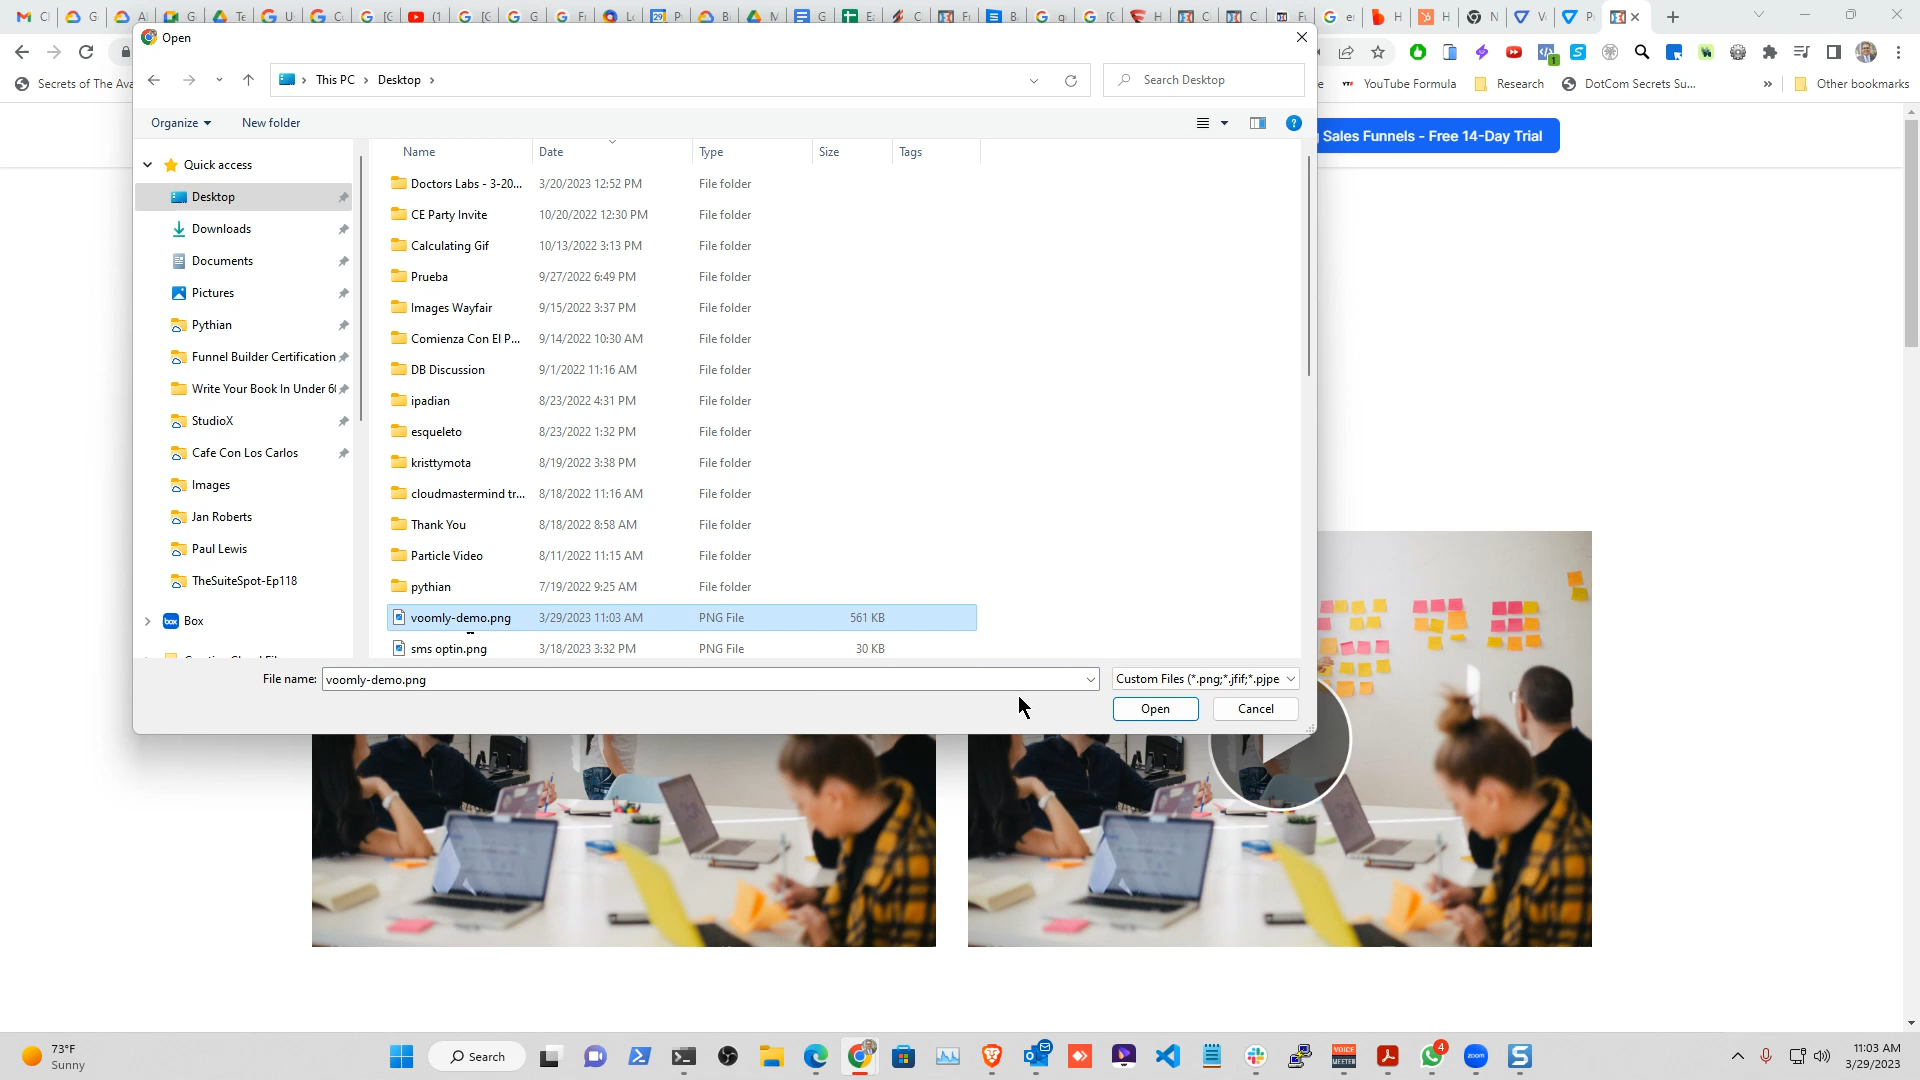 Open
This PC > Desktop >
Search Desktop
Secrets of The Ava
YouTube Formula
Research
DotCom Secrets Su...
»
Other bookmarks
Organize
New folder
Sales Funnels - Free 14-Day Trial
Name Date Type Size Tags
Quick access
Desktop
Downloads
Documents
Pictures
Pythian
Funnel Builder Certification
Write Your Book In Under 6
StudioX
Cafe Con Los Carlos
Images
Jan Roberts
Paul Lewis
TheSuiteSpot-Ep118
Box
Doctors Labs - 3-20... 3/20/2023 12:52 PM File folder
CE Party Invite 10/20/2022 12:30 PM File folder
Calculating Gif 10/13/2022 3:13 PM File folder
Prueba 9/27/2022 6:49 PM File folder
Images Wayfair 9/15/2022 3:37 PM File folder
Comienza Con El P... 9/14/2022 10:30 AM File folder
DB Discussion 9/1/2022 11:16 AM File folder
ipadian 8/23/2022 4:31 PM File folder
esqueleto 8/23/2022 1:32 PM File folder
kristtymota 8/19/2022 3:38 PM File folder
cloudmastermind tr... 8/18/2022 11:16 AM File folder
Thank You 8/18/2022 8:58 AM File folder
Particle Video 8/11/2022 11:15 AM File folder
pythian 7/19/2022 9:25 AM File folder
voomly-demo.png 3/29/2023 11:03 AM PNG File 561 KB
sms optin.png 3/18/2023 3:32 PM PNG File 30 KB
File name: voomly-demo.png
Custom Files (*.png;*.jfif;*.pjpe
Open
Cancel
73°F
Sunny
Search
VOICE MEETER
4
zoom
11:03 AM
3/29/2023